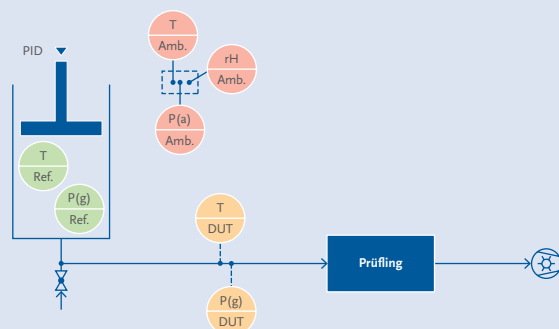 PID
T
Amb.
rH
Amb.
P(a)
Amb.
T
Ref.
P(g)
Ref.
T
DUT
Prüfling
P(g)
DUT